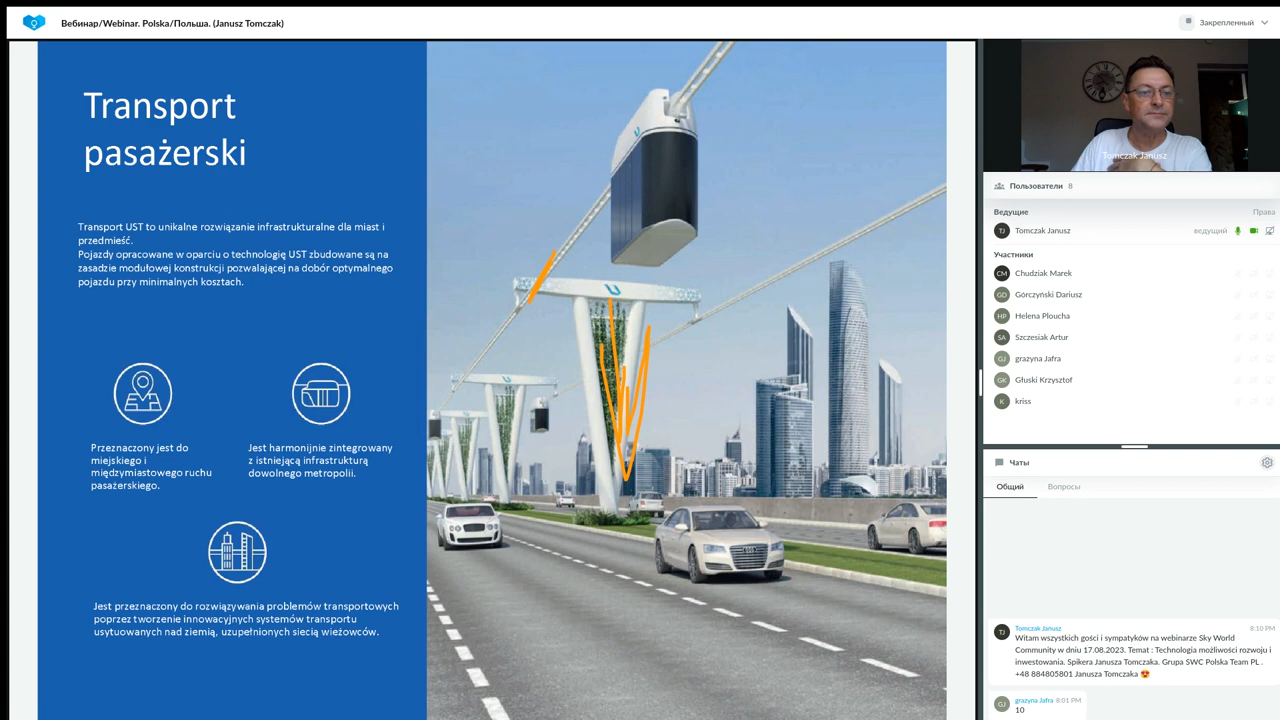 Вебинар/Webinar. Polska/Польша. (Janusz Tomczak)
Закрепленный
Transport
pasażerski
Transport UST to unikalne rozwiązanie infrastrukturalne dla miast i
przedmieść.
Pojazdy opracowane w oparciu o technologię UST zbudowane są na
zasadzie modułowej konstrukcji pozwalającej na dobór optymalnego
pojazdu przy minimalnych kosztach.
Przeznaczony jest do
miejskiego i
międzymiastowego ruchu
pasażerskiego.
Jest harmonijnie zintegrowany
z istniejącą infrastrukturą
dowolnego metropolii.
Jest przeznaczony do rozwiązywania problemów transportowych
poprzez tworzenie innowacyjnych systemów transportu
usytuowanych nad ziemią, uzupełnionych siecią wieżowców.
Tomczak Janusz
Пользователи 8
Ведущие Права
TJ Tomczak Janusz ведущий
Участники
CM Chudziak Marek
GD Górczyński Dariusz
HP Helena Ploucha
SA Szczesiak Artur
GJ grazyna Jafra
GK Głuski Krzysztof
K kriss
Чаты
Общий Вопросы
TJ Tomczak Janusz 8:10 PM
Witam wszystkich gości i sympatyków na webinarze Sky World
Community w dniu 17.08.2023. Temat : Technologia możliwości rozwoju i
inwestowania. Spikera Janusza Tomczaka. Grupa SWC Polska Team PL .
+48 884805801 Janusza Tomczaka 😍
GJ grazyna Jafra 8:01 PM
10